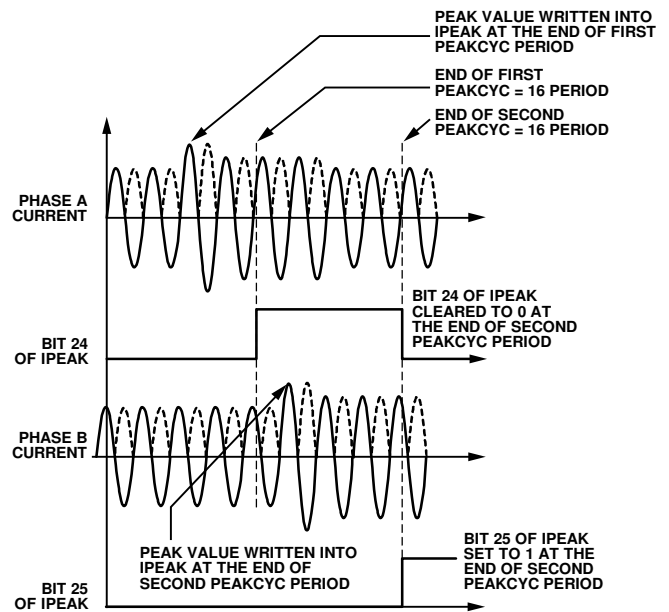 PEAK VALUE WRITTEN INTO
IPEAK AT THE END OF FIRST
PEAKCYC PERIOD
END OF FIRST
PEAKCYC = 16 PERIOD
END OF SECOND
PEAKCYC = 16 PERIOD
PHASE A
CURRENT
BIT 24 OF IPEAK
CLEARED TO 0 AT
THE END OF SECOND
PEAKCYC PERIOD
BIT 24
OF IPEAK
PHASE B
CURRENT
PEAK VALUE WRITTEN INTO
IPEAK AT THE END OF
SECOND PEAKCYC PERIOD
BIT 25 OF IPEAK
SET TO 1 AT THE
END OF SECOND
PEAKCYC PERIOD
BIT 25
OF IPEAK